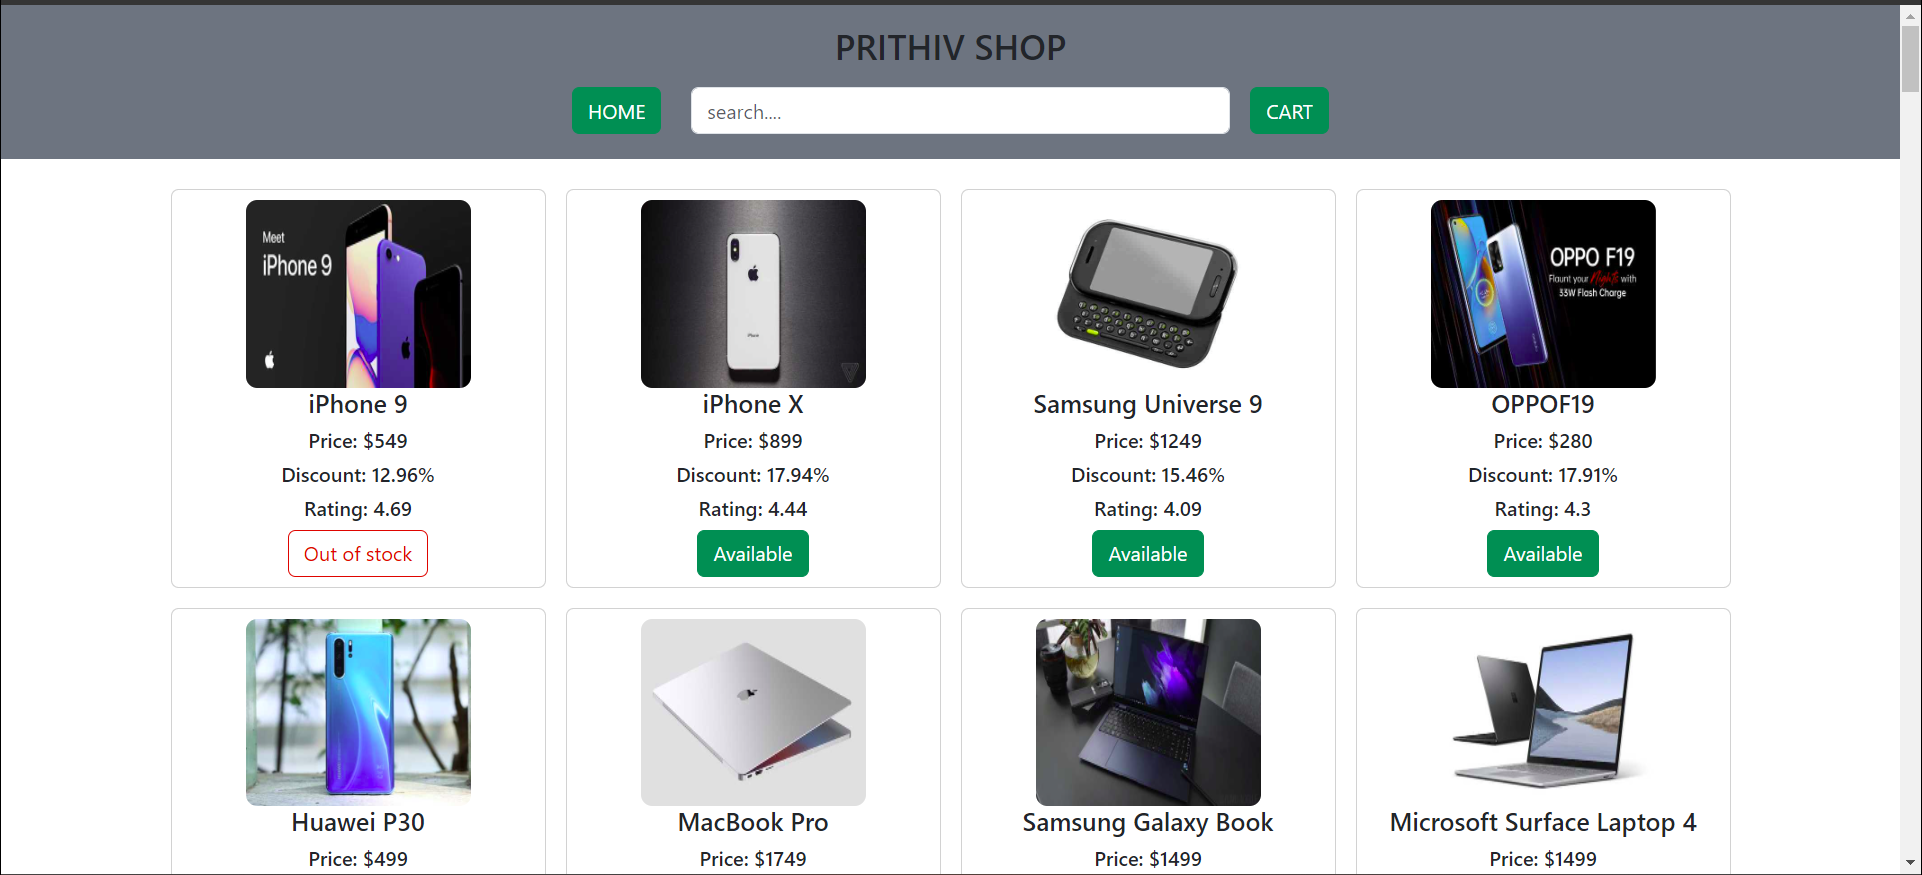 PRITHIV SHOP
HOME
search....
CART
Meet
iPhone 9
OPPO F19
Flaunt your Nights with
33W Flash Charge
iPhone 9
Price: $549
Discount: 12.96%
Rating: 4.69
Out of stock
iPhone X
Price: $899
Discount: 17.94%
Rating: 4.44
Available
Samsung Universe 9
Price: $1249
Discount: 15.46%
Rating: 4.09
Available
OPPOF19
Price: $280
Discount: 17.91%
Rating: 4.3
Available
Huawei P30
Price: $499
MacBook Pro
Price: $1749
Samsung Galaxy Book
Price: $1499
Microsoft Surface Laptop 4
Price: $1499